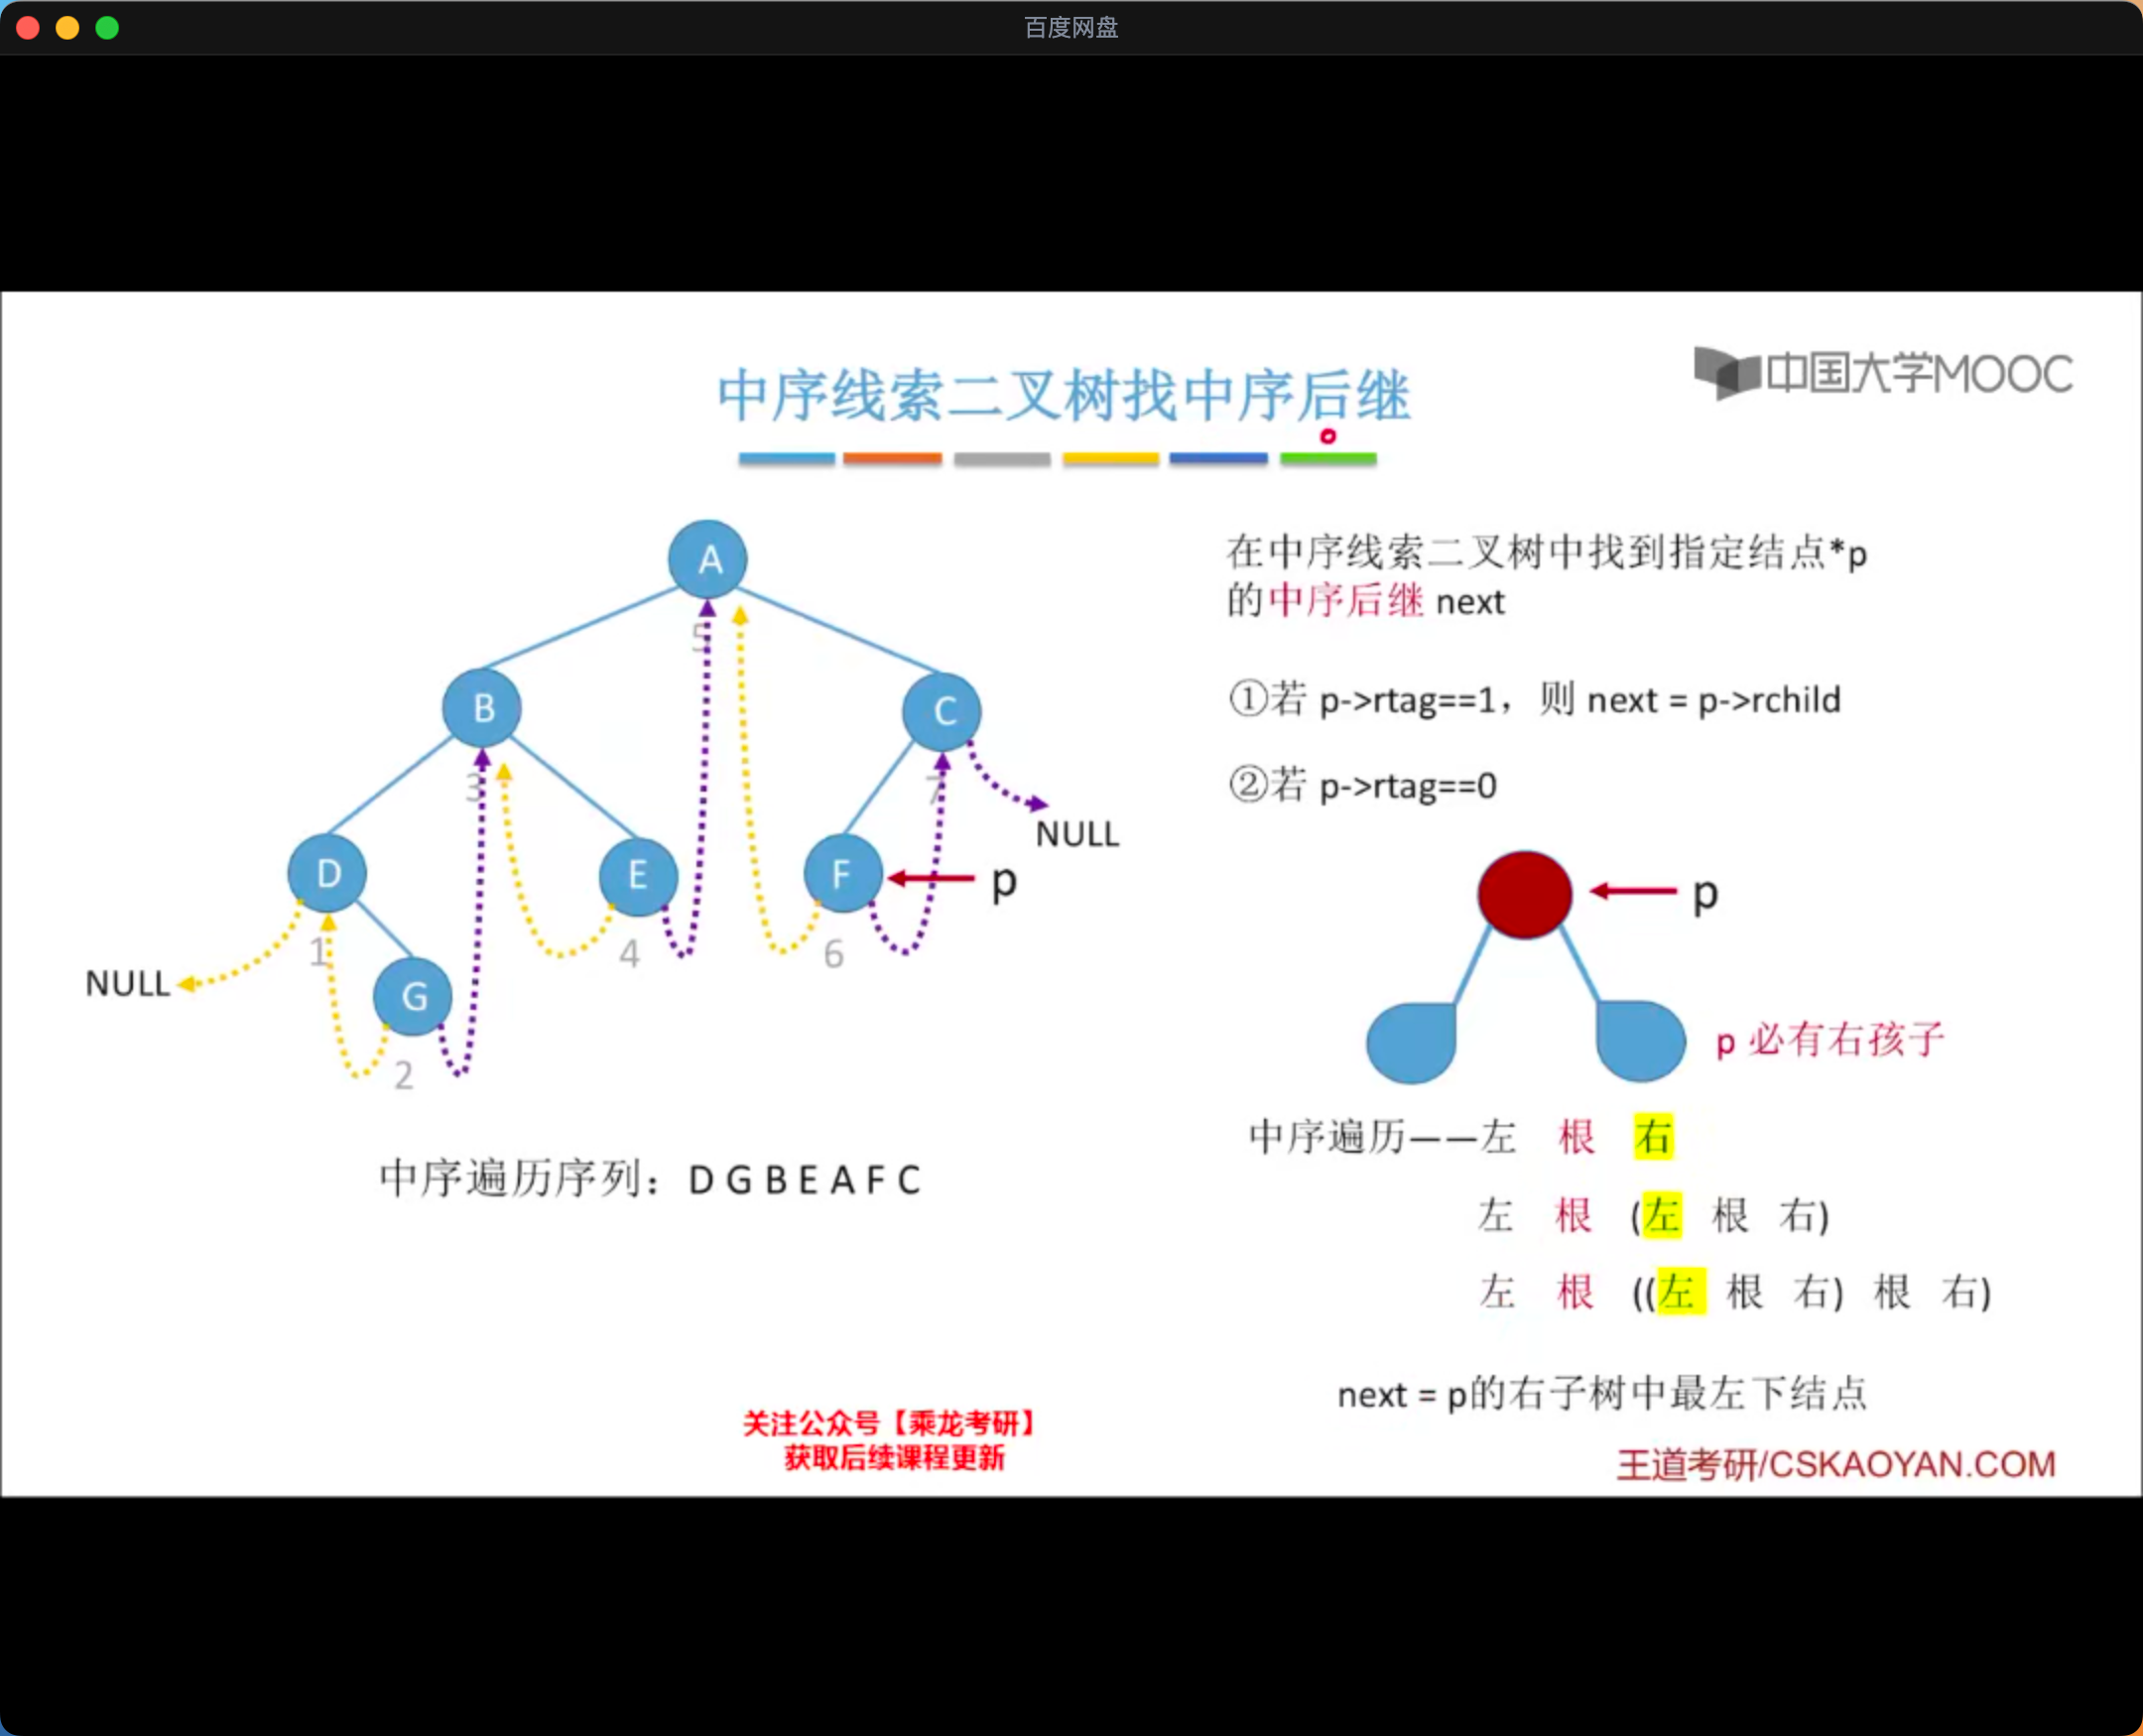 百度网盘
中国大学MOOC
中序线索二叉树找中序后继
A
5
B
C
3
7
NULL
D
E
F
p
1
4
6
NULL
G
2
中序遍历序列：D G B E A F C
在中序线索二叉树中找到指定结点*p
的中序后继 next
①若 p->rtag==1，则 next = p->rchild
②若 p->rtag==0
p
p 必有右孩子
中序遍历——左 根 右
左 根 (左 根 右)
左 根 ((左 根 右) 根 右)
next = p的右子树中最左下结点
关注公众号【乘龙考研】
获取后续课程更新
王道考研/CSKAOYAN.COM